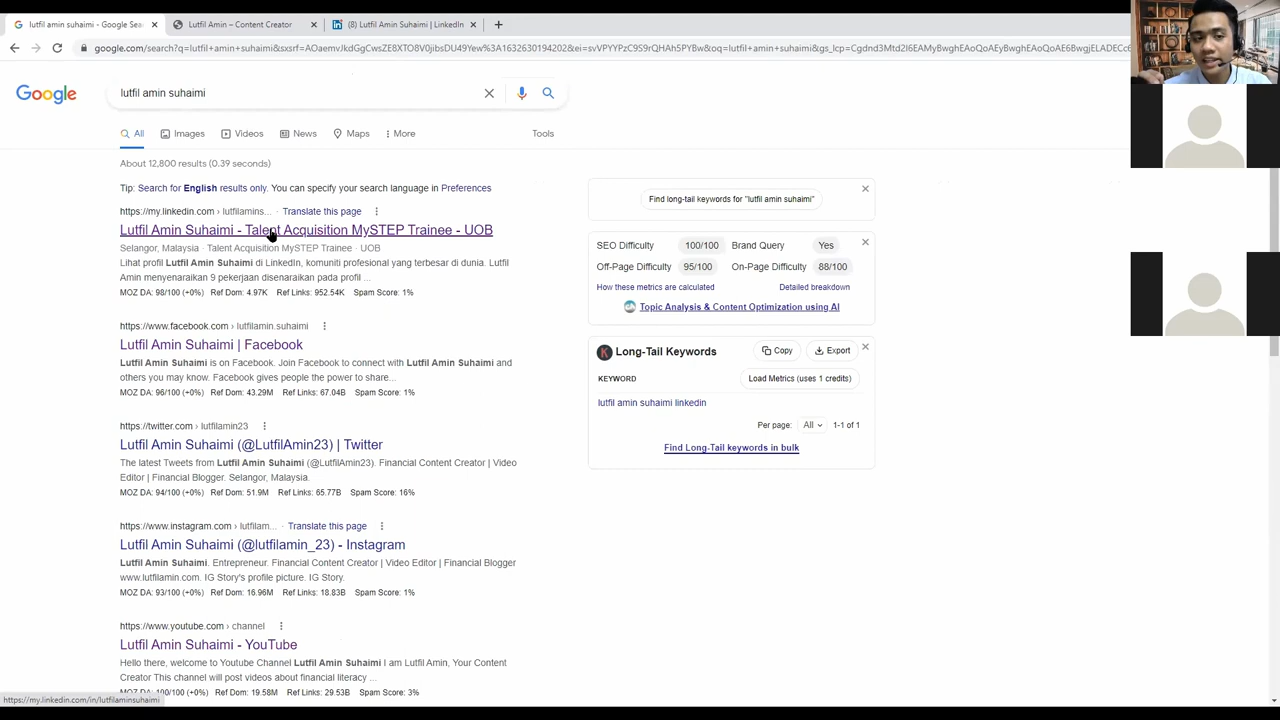 lutfil amin suhaimi - Google Sea
Lutfil Amin – Content Creator
(8) Lutfil Amin Suhaimi | LinkedIn
google.com/search?q=lutfil+amin+suhaimi&sxsrf=
Google
lutfil amin suhaimi
All
Images
Videos
News
Maps
More
Tools
About 12,800 results (0.39 seconds)
Tip: Search for English results only. You can specify your search language in Preferences
https://my.linkedin.com › lutfilamins... · Translate this page
Lutfil Amin Suhaimi - Talent Acquisition MySTEP Trainee - UOB
Selangor, Malaysia · Talent Acquisition MySTEP Trainee · UOB
Lihat profil Lutfil Amin Suhaimi di LinkedIn, komuniti profesional yang terbesar di dunia. Lutfil
Amin menyenaraikan 9 pekerjaan disenaraikan pada profil ...
MOZ DA: 98/100 (+0%) Ref Dom: 4.97K Ref Links: 952.54K Spam Score: 1%
https://www.facebook.com › lutfilamin.suhaimi
Lutfil Amin Suhaimi | Facebook
Lutfil Amin Suhaimi is on Facebook. Join Facebook to connect with Lutfil Amin Suhaimi and
others you may know. Facebook gives people the power to share...
MOZ DA: 96/100 (+0%) Ref Dom: 43.29M Ref Links: 67.04B Spam Score: 1%
https://twitter.com › lutfilamin23
Lutfil Amin Suhaimi (@LutfilAmin23) | Twitter
The latest Tweets from Lutfil Amin Suhaimi (@LutfilAmin23). Financial Content Creator | Video
Editor | Financial Blogger. Selangor, Malaysia.
MOZ DA: 94/100 (+0%) Ref Dom: 51.9M Ref Links: 65.77B Spam Score: 16%
https://www.instagram.com › lutfilam... · Translate this page
Lutfil Amin Suhaimi (@lutfilamin_23) - Instagram
Lutfil Amin Suhaimi. Entrepreneur. Financial Content Creator | Video Editor | Financial Blogger
www.lutfilamin.com. IG Story's profile picture. IG Story.
MOZ DA: 93/100 (+0%) Ref Dom: 16.96M Ref Links: 18.83B Spam Score: 1%
https://www.youtube.com › channel
Lutfil Amin Suhaimi - YouTube
Hello there, welcome to Youtube Channel Lutfil Amin Suhaimi I am Lutfil Amin, Your Content
Creator This channel will post videos about financial literacy ...
100/100 (+0%) Ref Dom: 19.58M Ref Links: 29.53B Spam Score: 3%
https://my.linkedin.com/in/lutfilaminsuhaimi
Find long-tail keywords for "lutfil amin suhaimi"
SEO Difficulty 100/100 Brand Query Yes
Off-Page Difficulty 95/100 On-Page Difficulty 88/100
How these metrics are calculated Detailed breakdown
Topic Analysis & Content Optimization using AI
Long-Tail Keywords Copy Export
KEYWORD Load Metrics (uses 1 credits)
lutfil amin suhaimi linkedin
Per page: All 1-1 of 1
Find Long-Tail keywords in bulk